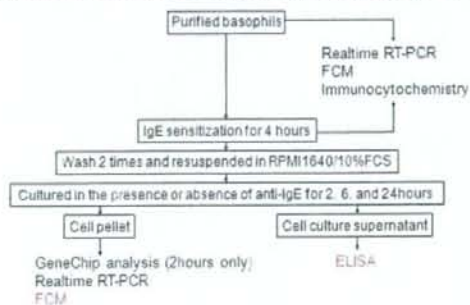 Purified basophils
Realtime RT-PCR
FCM
Immunocytochemistry
IgE sensitization for 4 hours
Wash 2 times and resuspended in RPMI1640/10%FCS
Cultured in the presence or absence of anti-IgE for 2, 6, and 24hours
Cell pellet
Cell culture supernatant
GeneChip analysis (2hours only)
Realtime RT-PCR
FCM
ELISA